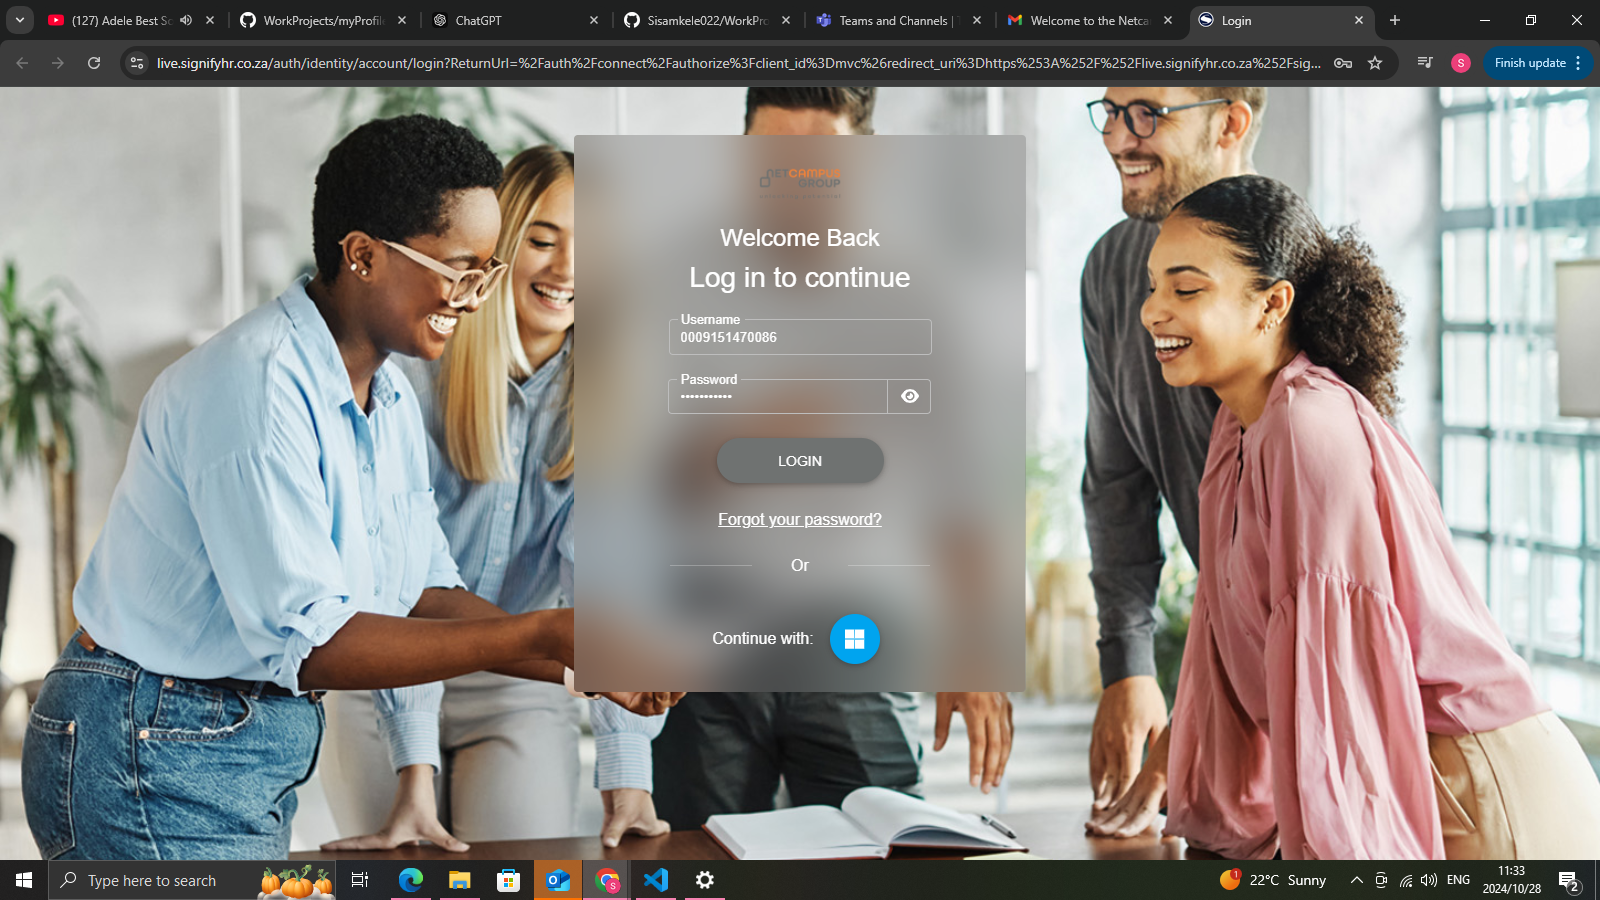 (127) Adele Best So
WorkProjects/myProfile
ChatGPT
Sisamkele022/WorkPro
Teams and Channels | T
Welcome to the Netca
Login
live.signifyhr.co.za/auth/identity/account/login?ReturnUrl=%2Fauth%2Fconnect%2Fauthorize%3Fclient_id%3Dmvc%26redirect_uri%3Dhttps%253A%252F%252Flive.signifyhr.co.za%252Fsig...
S
Finish update
NETCAMPUS
GROUP
Welcome Back
Log in to continue
Username
0009151470086
Password
LOGIN
Forgot your password?
Or
Continue with:
Type here to search
S
1
22°C Sunny
ENG
11:33
2024/10/28
2